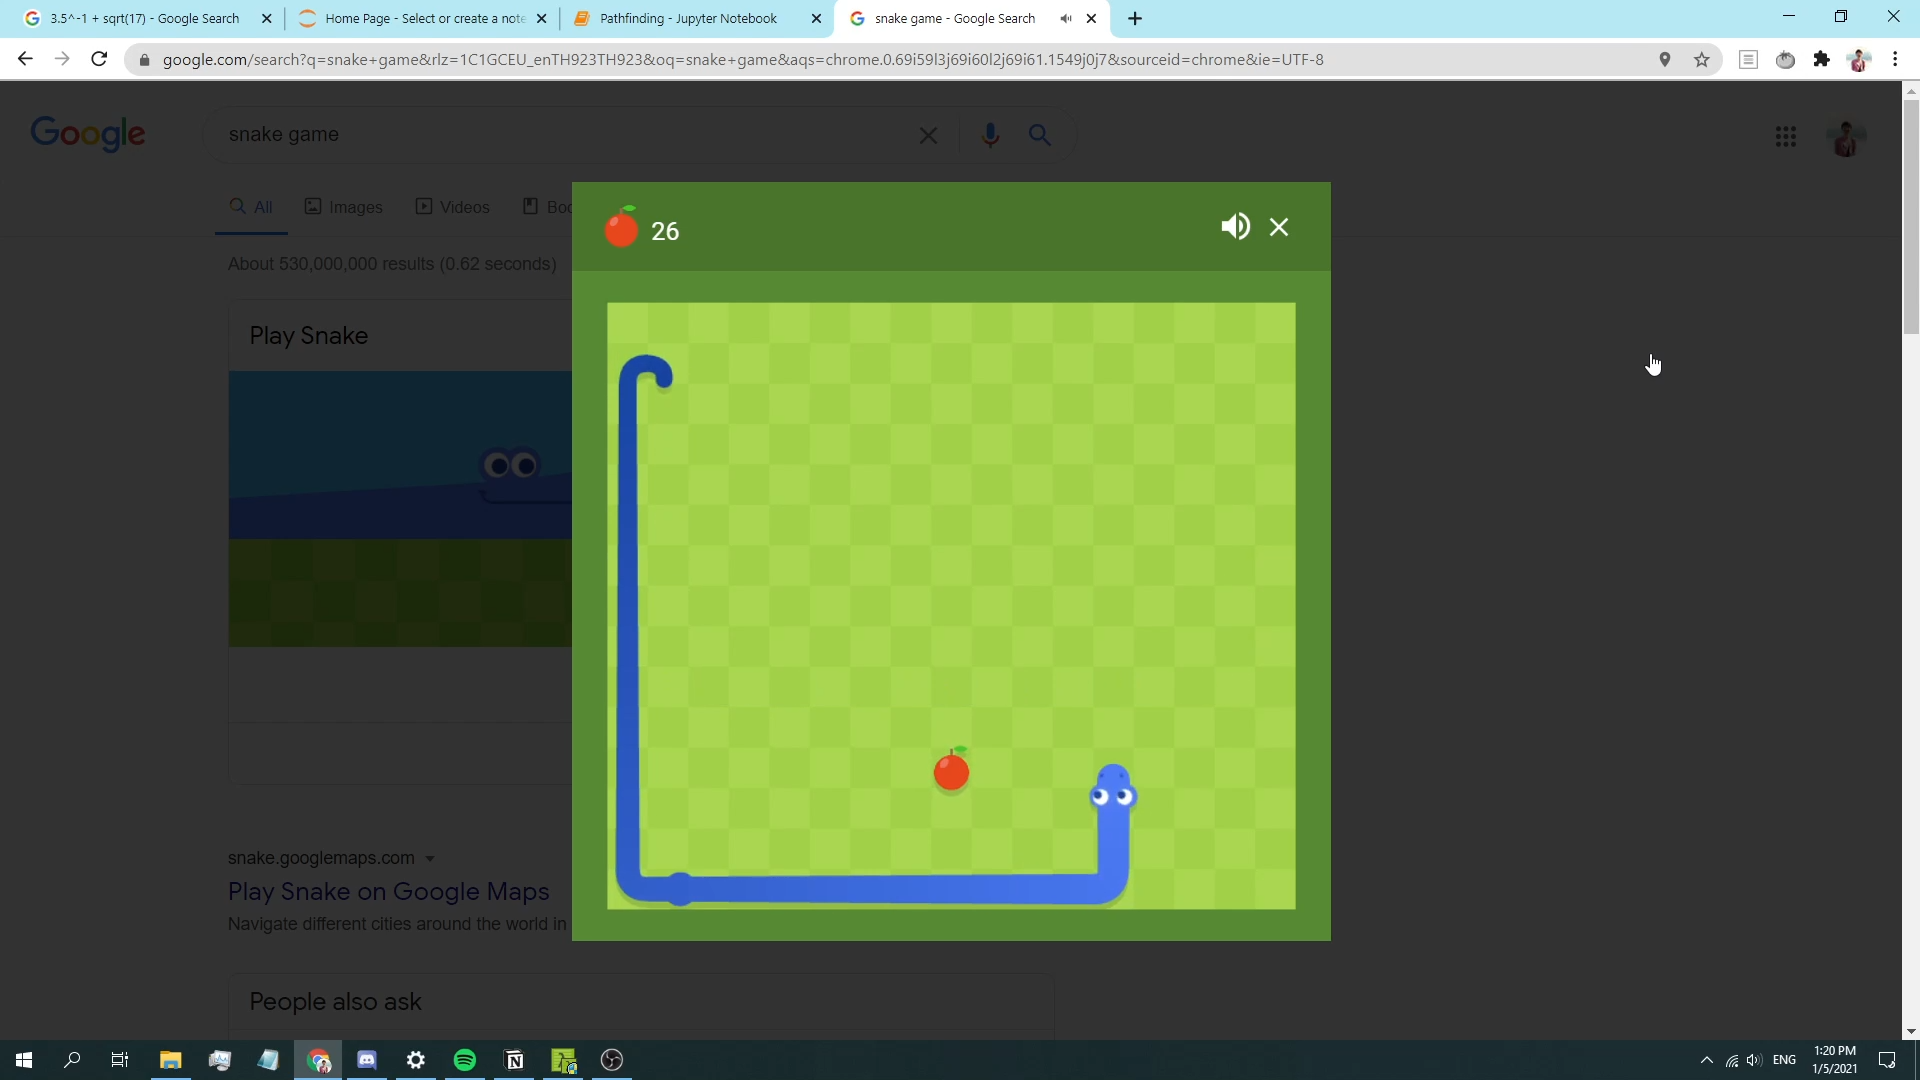 3.5^-1 + sqrt(17) - Google Search
Home Page - Select or create a note
Pathfinding - Jupyter Notebook
snake game - Google Search
google.com/search?q=snake+game&rlz=1C1GCEU_enTH923TH923&oq=snake+game&aqs=chrome.0.69i59l3j69i60l2j69i61.1549j0j7&sourceid=chrome&ie=UTF-8
Google
snake game
All
Images
Videos
Boo
About 530,000,000 results (0.62 seconds)
26
Play Snake
snake.googlemaps.com
Play Snake on Google Maps
Navigate different cities around the world in
People also ask
ENG
1:20 PM
1/5/2021